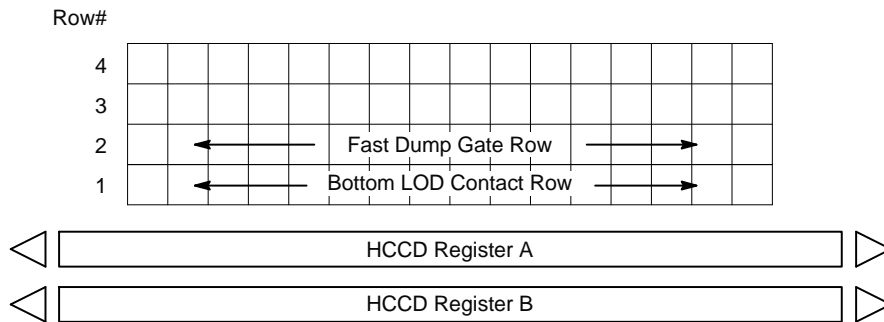 Row#
4
3
2 Fast Dump Gate Row
1 Bottom LOD Contact Row
HCCD Register A
HCCD Register B